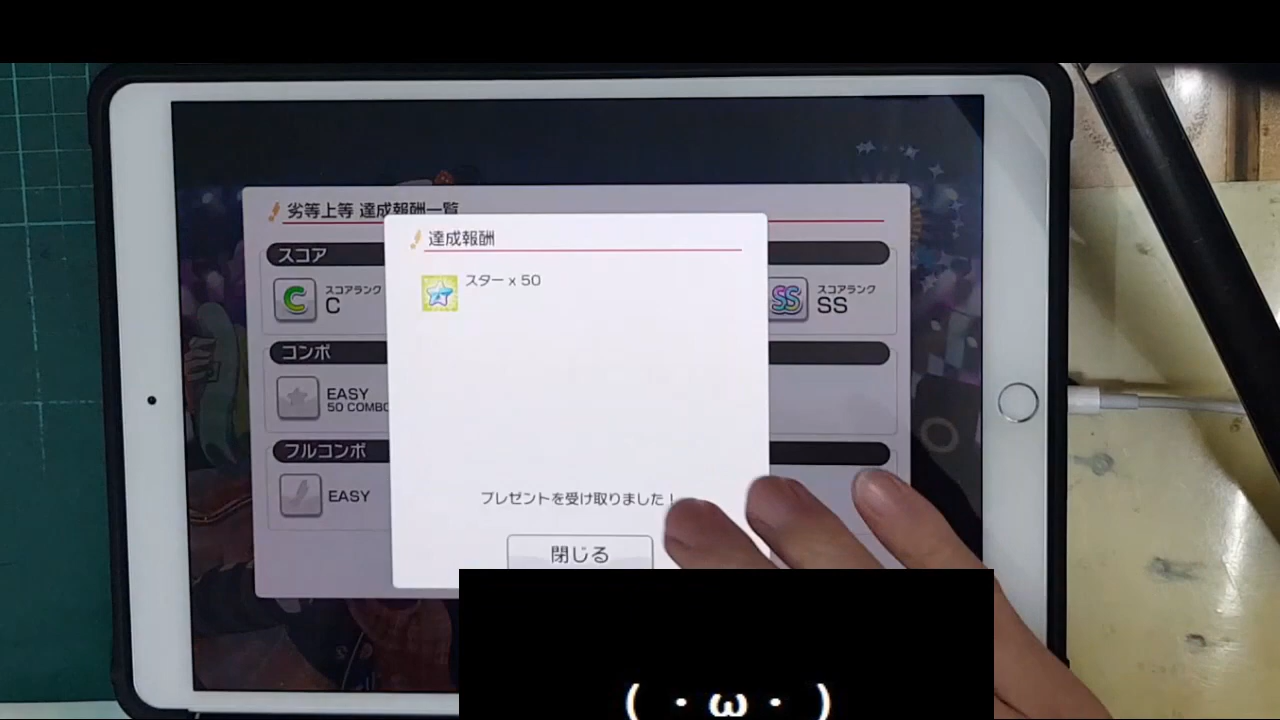 劣等上等 達成報酬一覧
達成報酬
スコア
スター x 50
スコアランク
C
スコアランク
SS
コンボ
EASY
50 COMBO
フルコンボ
EASY
プレゼントを受け取りました！
閉じる
( ・ω・ )